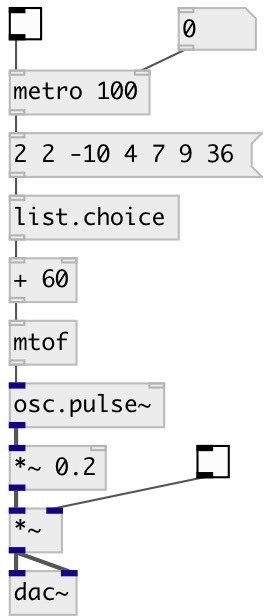 0
metro 100
2 2 -10 4 7 9 36
list.choice
+ 60
mtof
osc.pulse~
*~ 0.2
*~
dac~